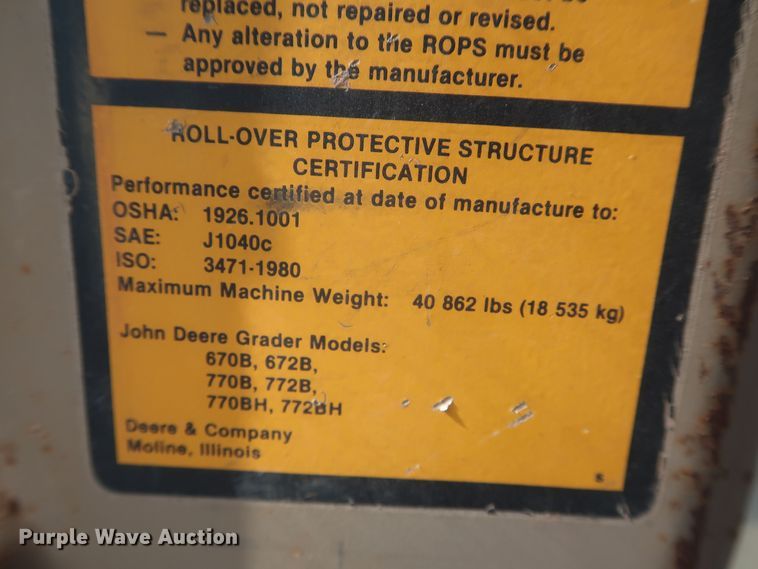 replaced, not repaired or revised.
— Any alteration to the ROPS must be
approved by the manufacturer.
ROLL-OVER PROTECTIVE STRUCTURE
CERTIFICATION
Performance certified at date of manufacture to:
OSHA: 1926.1001
SAE: J1040c
ISO: 3471-1980
Maximum Machine Weight: 40 862 lbs (18 535 kg)
John Deere Grader Models:
670B, 672B,
770B, 772B,
770BH, 772BH
Deere & Company
Moline, Illinois
Purple Wave Auction